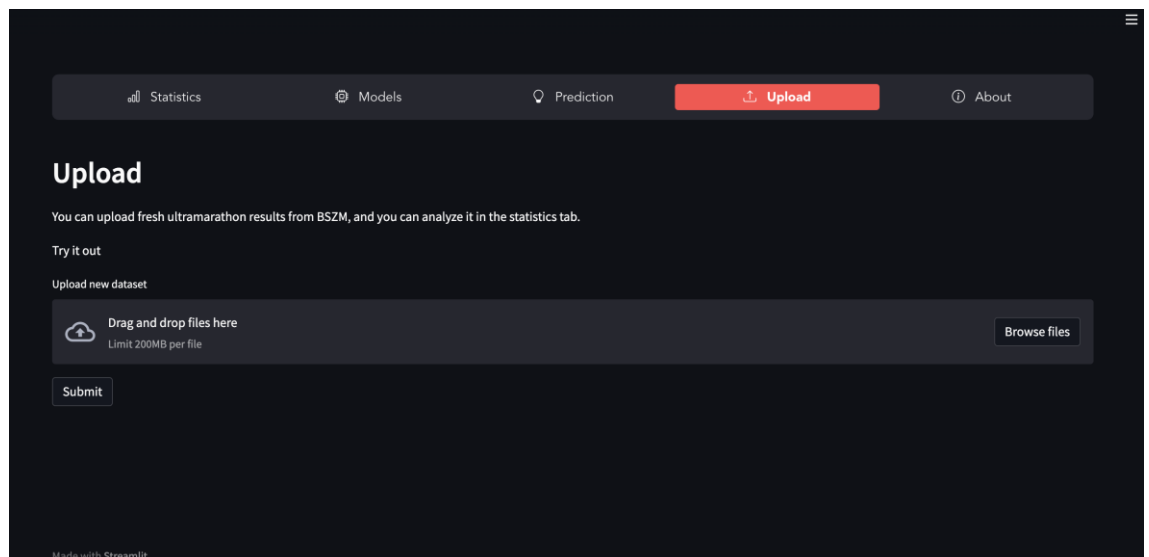 Statistics
Models
Prediction
Upload
About
Upload
You can upload fresh ultramarathon results from BSZM, and you can analyze it in the statistics tab.
Try it out
Upload new dataset
Drag and drop files here
Limit 200MB per file
Browse files
Submit
Made with Streamlit